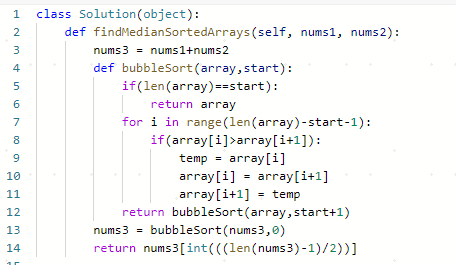 1 class Solution(object):
2     def findMedianSortedArrays(self, nums1, nums2):
3         nums3 = nums1+nums2
4         def bubbleSort(array,start):
5             if(len(array)==start):
6                 return array
7             for i in range(len(array)-start-1):
8                 if(array[i]>array[i+1]):
9                     temp = array[i]
10                     array[i] = array[i+1]
11                     array[i+1] = temp
12             return bubbleSort(array,start+1)
13         nums3 = bubbleSort(nums3,0)
14         return nums3[int(((len(nums3)-1)/2))]
15